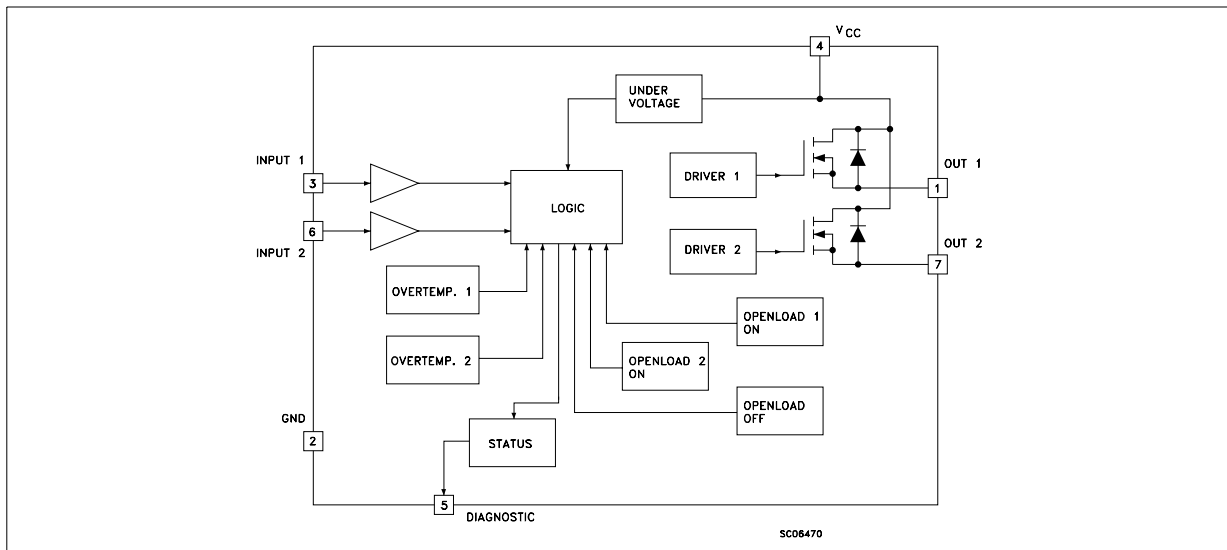 VCC
4
UNDER
VOLTAGE
INPUT 1
3
LOGIC
DRIVER 1
OUT 1
1
6
INPUT 2
DRIVER 2
OUT 2
7
OVERTEMP. 1
OPENLOAD 1
ON
OVERTEMP. 2
OPENLOAD 2
ON
OPENLOAD
OFF
GND
2
STATUS
5
DIAGNOSTIC
SC06470